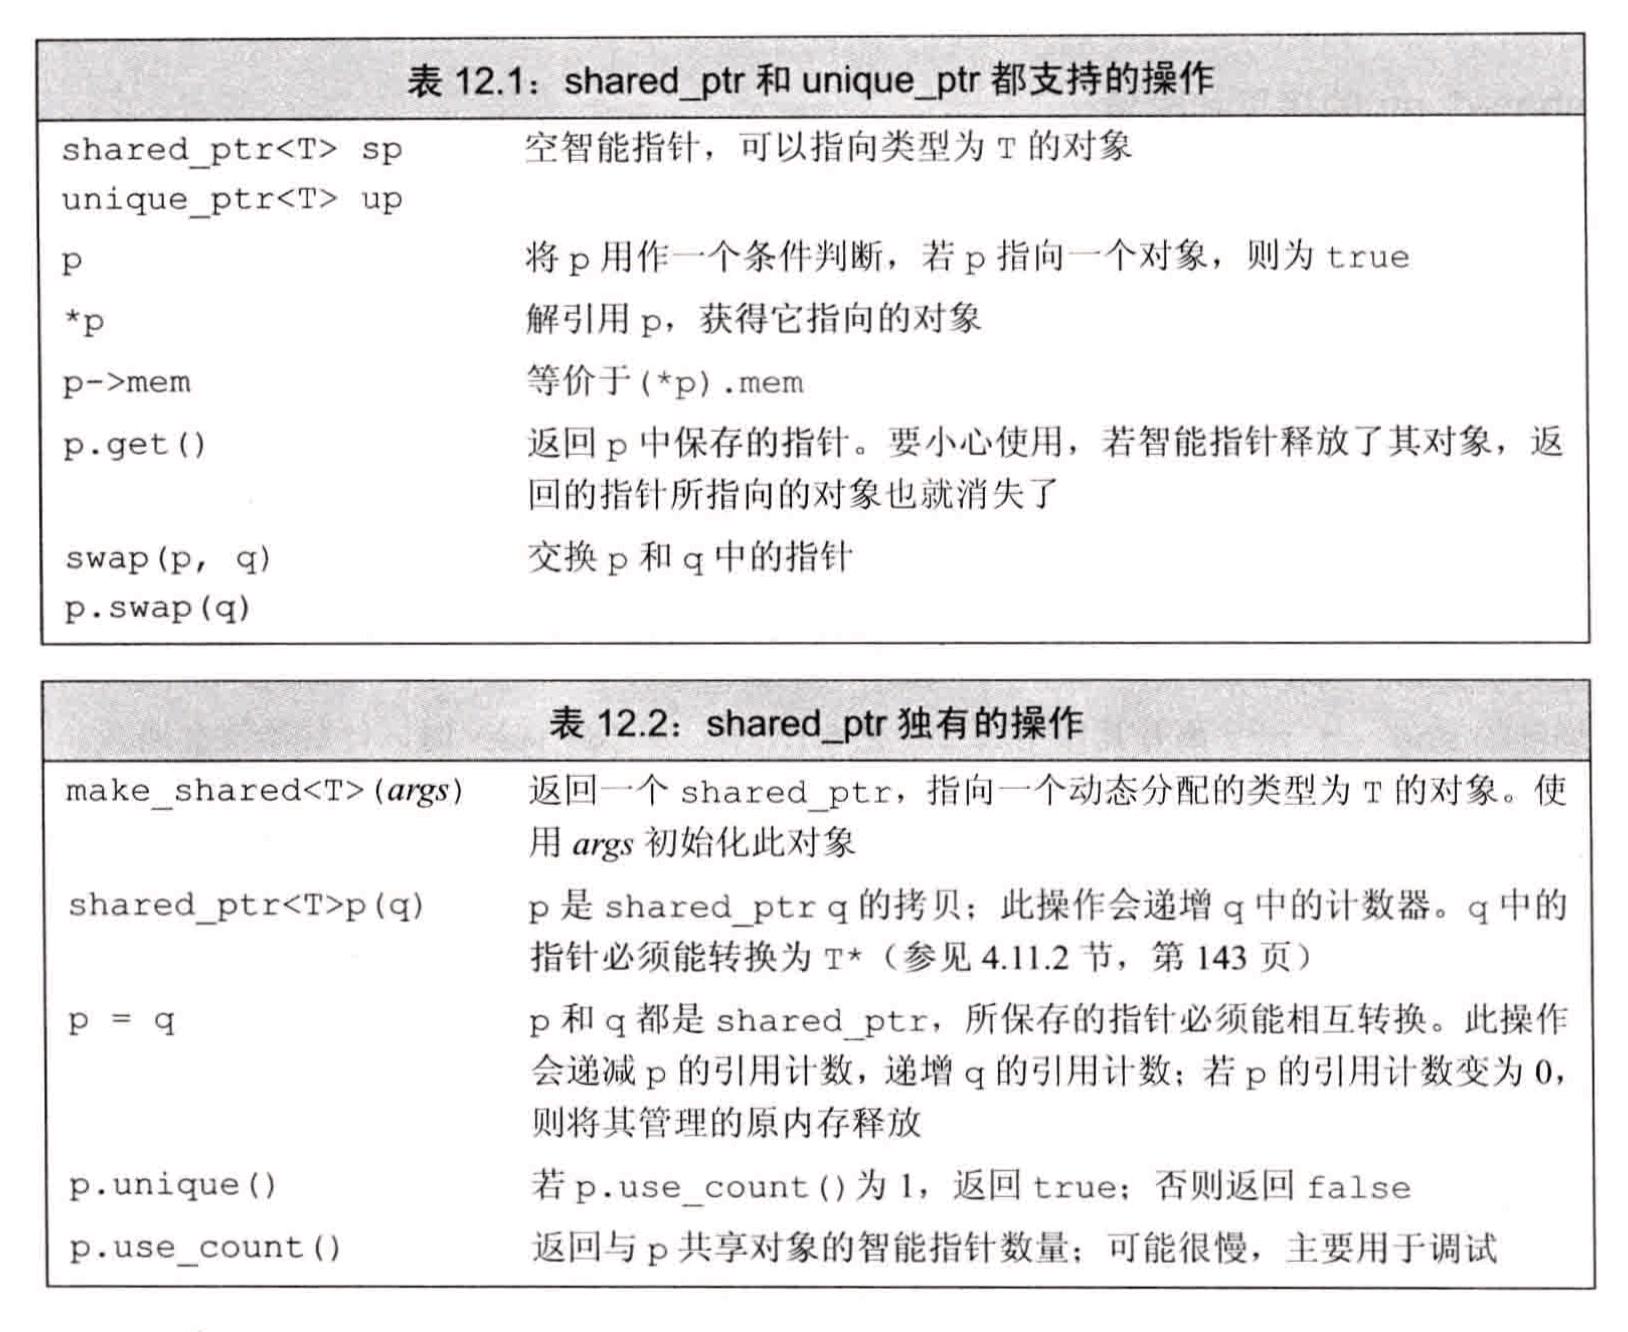 表 12.1：shared_ptr 和 unique_ptr 都支持的操作
shared_ptr<T> sp 空智能指针，可以指向类型为 T 的对象
unique_ptr<T> up
p 将 p 用作一个条件判断，若 p 指向一个对象，则为 true
*p 解引用 p，获得它指向的对象
p->mem 等价于(*p).mem
p.get() 返回 p 中保存的指针。要小心使用，若智能指针释放了其对象，返
回的指针所指向的对象也就消失了
swap(p, q) 交换 p 和 q 中的指针
p.swap(q)
表 12.2：shared_ptr 独有的操作
make_shared<T>(args) 返回一个 shared_ptr，指向一个动态分配的类型为 T 的对象。使
用 args 初始化此对象
shared_ptr<T>p(q) p 是 shared_ptr q 的拷贝；此操作会递增 q 中的计数器。q 中的
指针必须能转换为 T*（参见 4.11.2 节，第 143 页）
p = q p 和 q 都是 shared_ptr，所保存的指针必须能相互转换。此操作
会递减 p 的引用计数，递增 q 的引用计数；若 p 的引用计数变为 0，
则将其管理的原内存释放
p.unique() 若 p.use_count()为 1，返回 true；否则返回 false
p.use_count() 返回与 p 共享对象的智能指针数量；可能很慢，主要用于调试